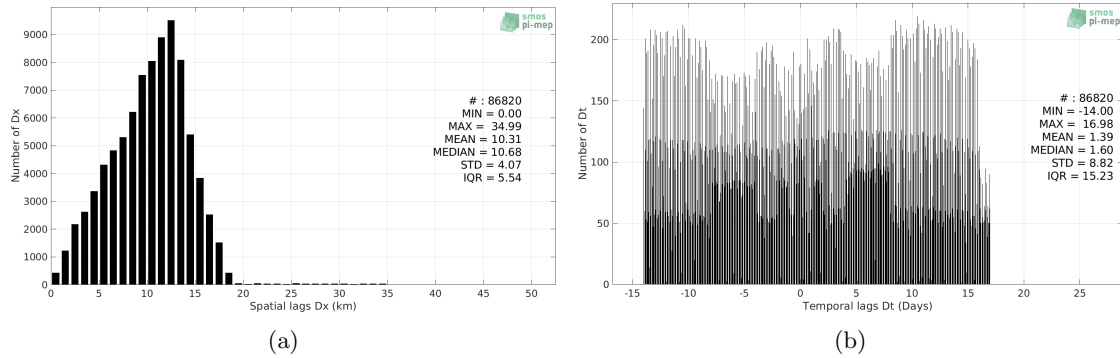 smos
pi-mep
9000
8000
7000
6000
5000
4000
3000
2000
1000
0
Number of Dx
# : 86820
MIN = 0.00
MAX = 34.99
MEAN = 10.31
MEDIAN = 10.68
STD = 4.07
IQR = 5.54
0 5 10 15 20 25 30 35 40 45 50
Spatial lags Dx (km)
(a)
smos
pi-mep
200
150
100
50
0
Number of Dt
# : 86820
MIN = -14.00
MAX = 16.98
MEAN = 1.39
MEDIAN = 1.60
STD = 8.82
IQR = 15.23
-15 -10 -5 0 5 10 15 20 25
Temporal lags Dt (Days)
(b)